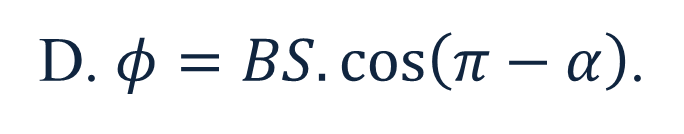 D. ϕ = BS. cos(π − α).